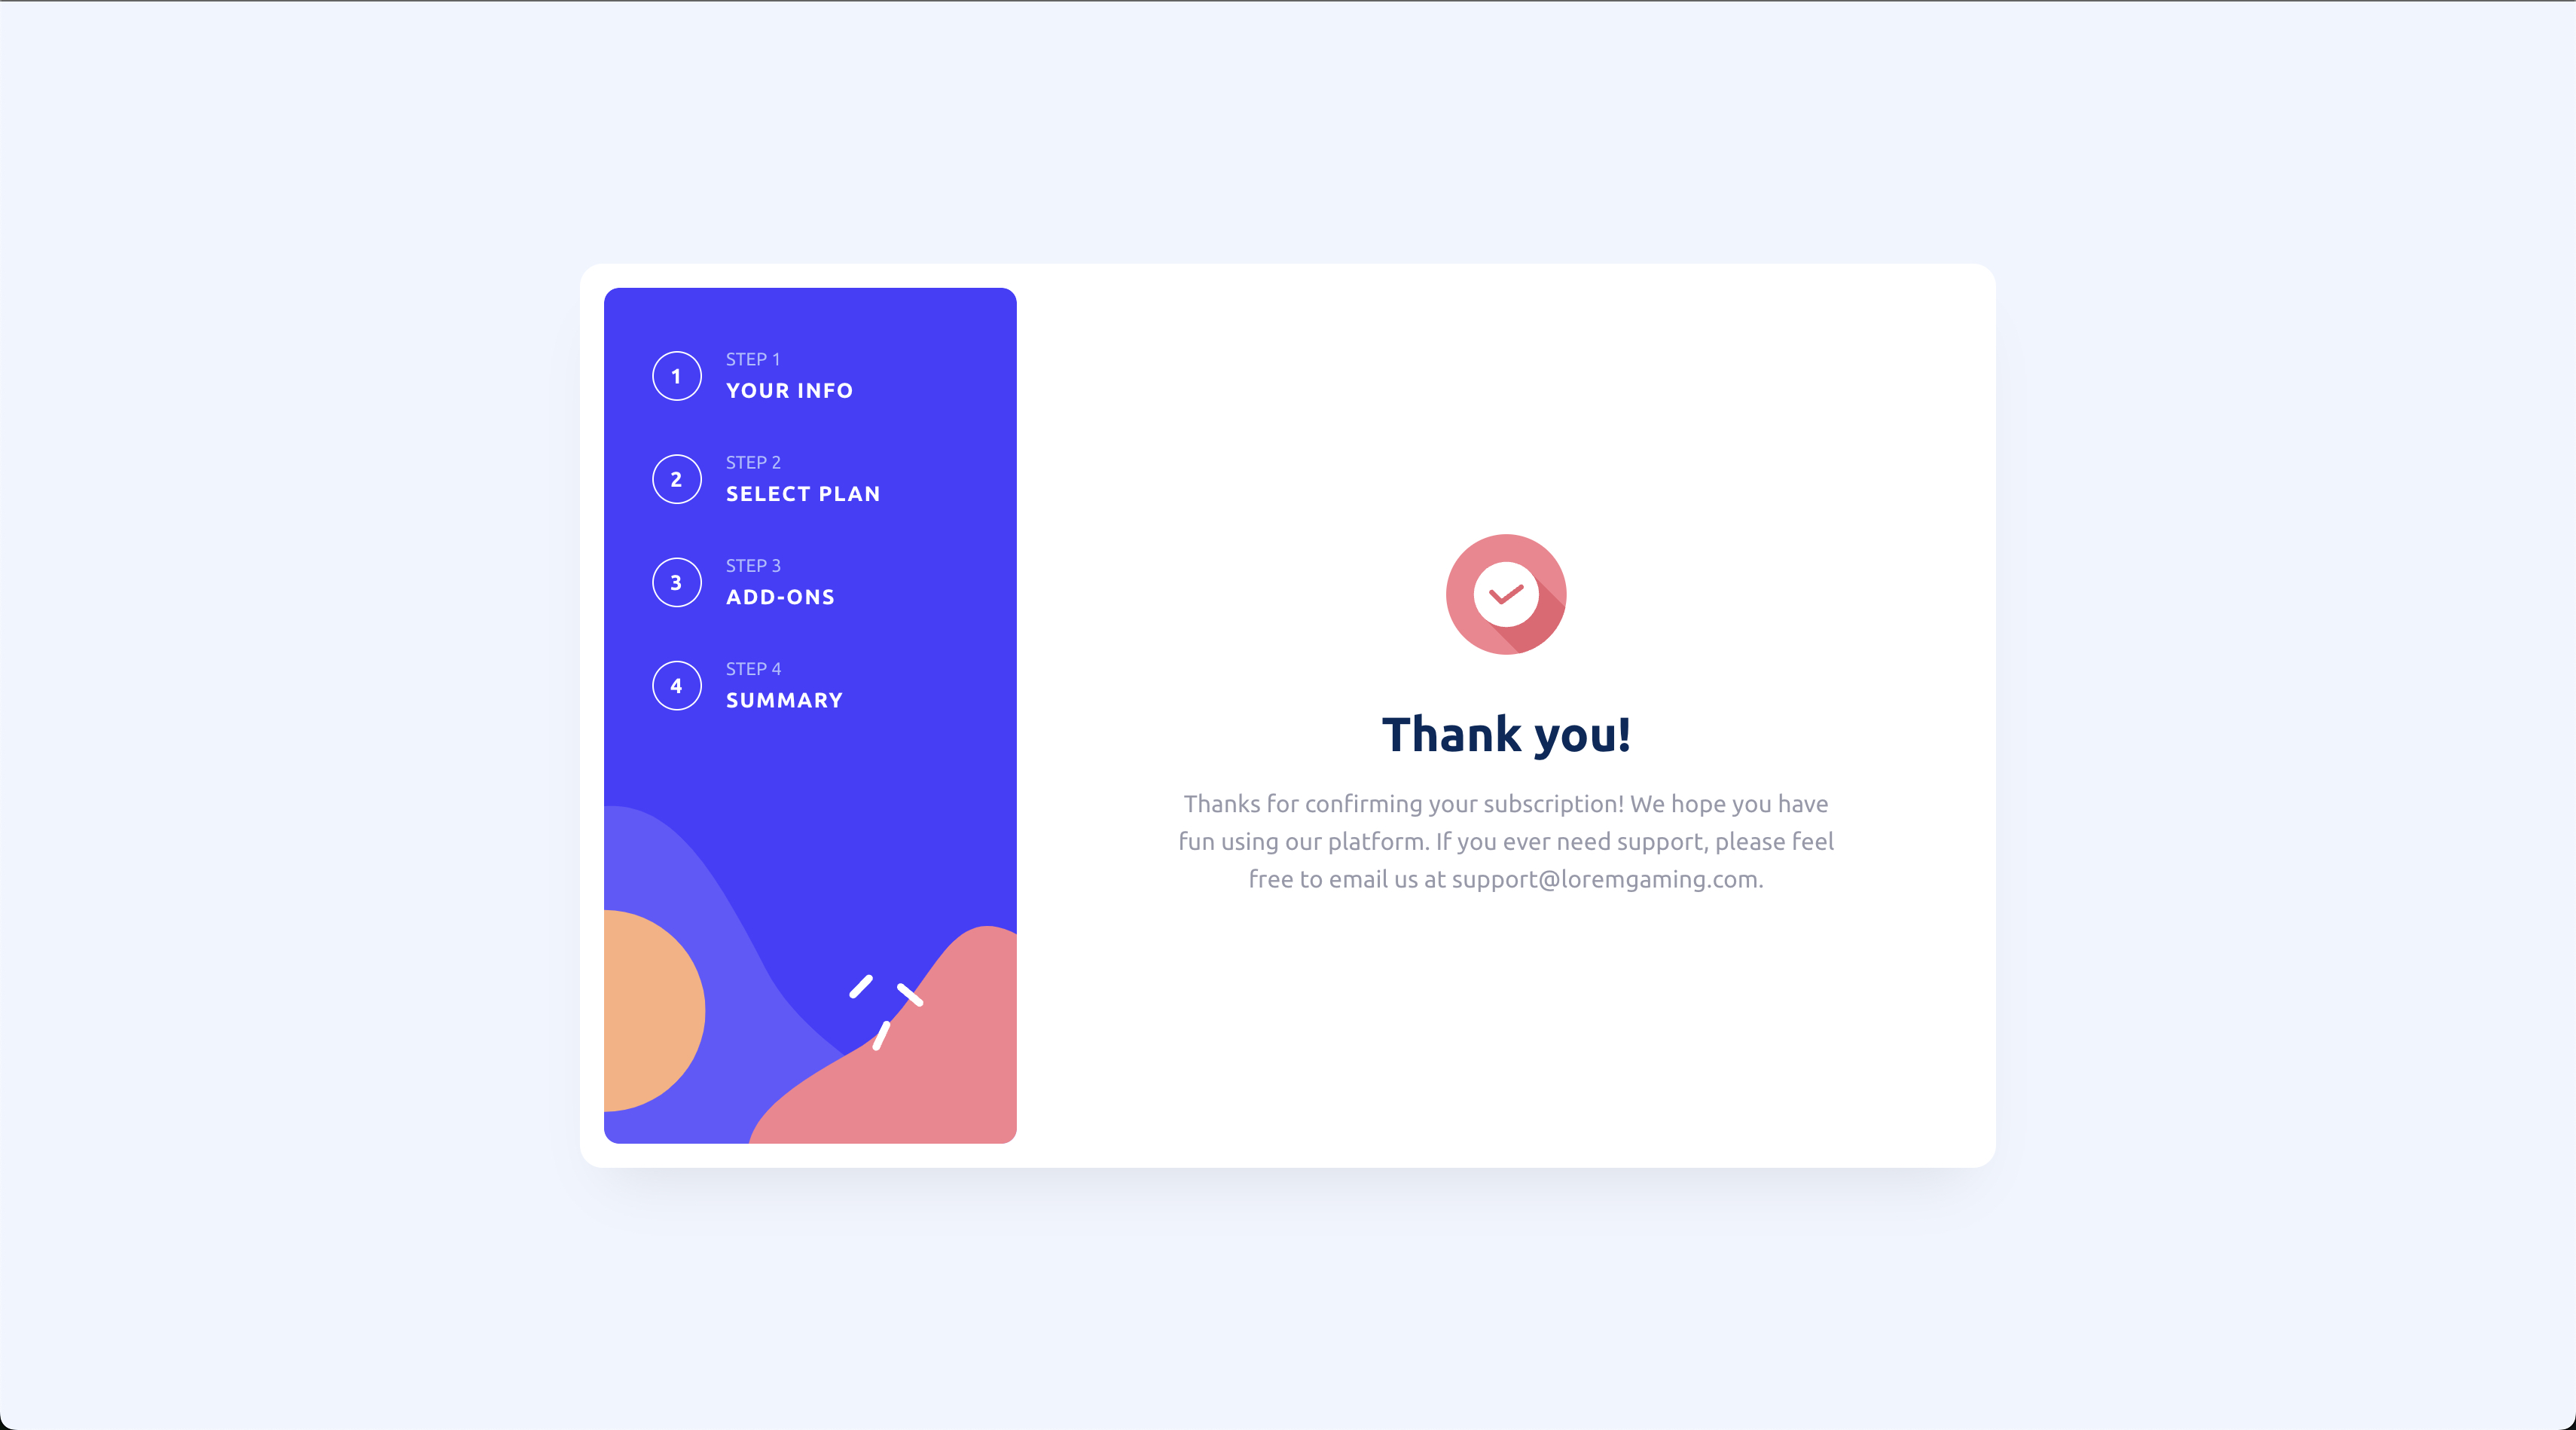 1
STEP 1
YOUR INFO
2
STEP 2
SELECT PLAN
3
STEP 3
ADD-ONS
4
STEP 4
SUMMARY
Thank you!
Thanks for confirming your subscription! We hope you have
fun using our platform. If you ever need support, please feel
free to email us at support@loremgaming.com.